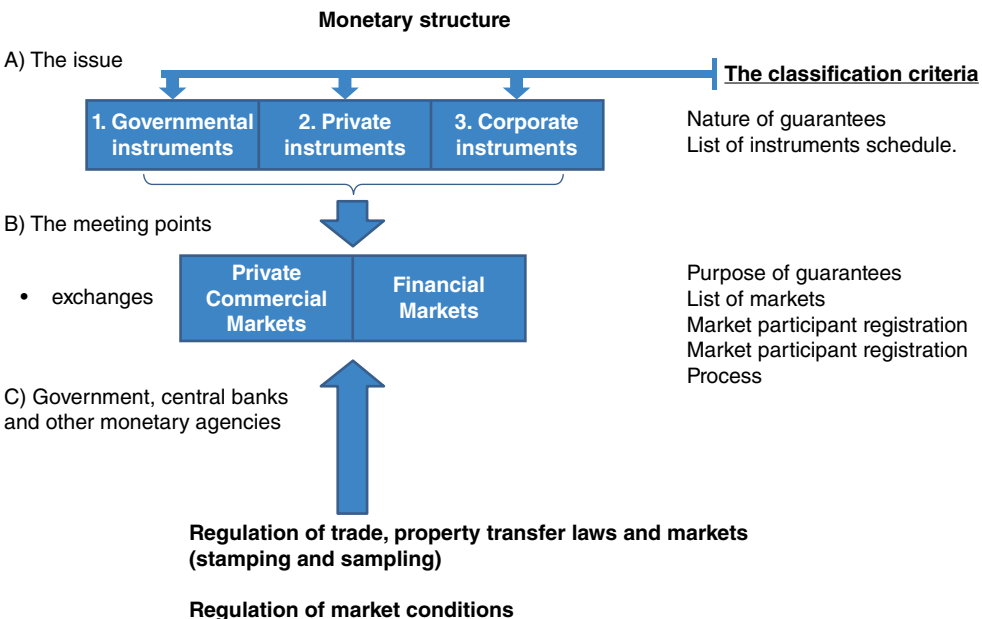 Monetary structure
A) The issue
The classification criteria
1. Governmental
instruments
2. Private
instruments
3. Corporate
instruments
Nature of guarantees
List of instruments schedule.
B) The meeting points
• exchanges
Private
Commercial
Markets
Financial
Markets
Purpose of guarantees
List of markets
Market participant registration
Market participant registration
Process
C) Government, central banks
and other monetary agencies
Regulation of trade, property transfer laws and markets
(stamping and sampling)
Regulation of market conditions